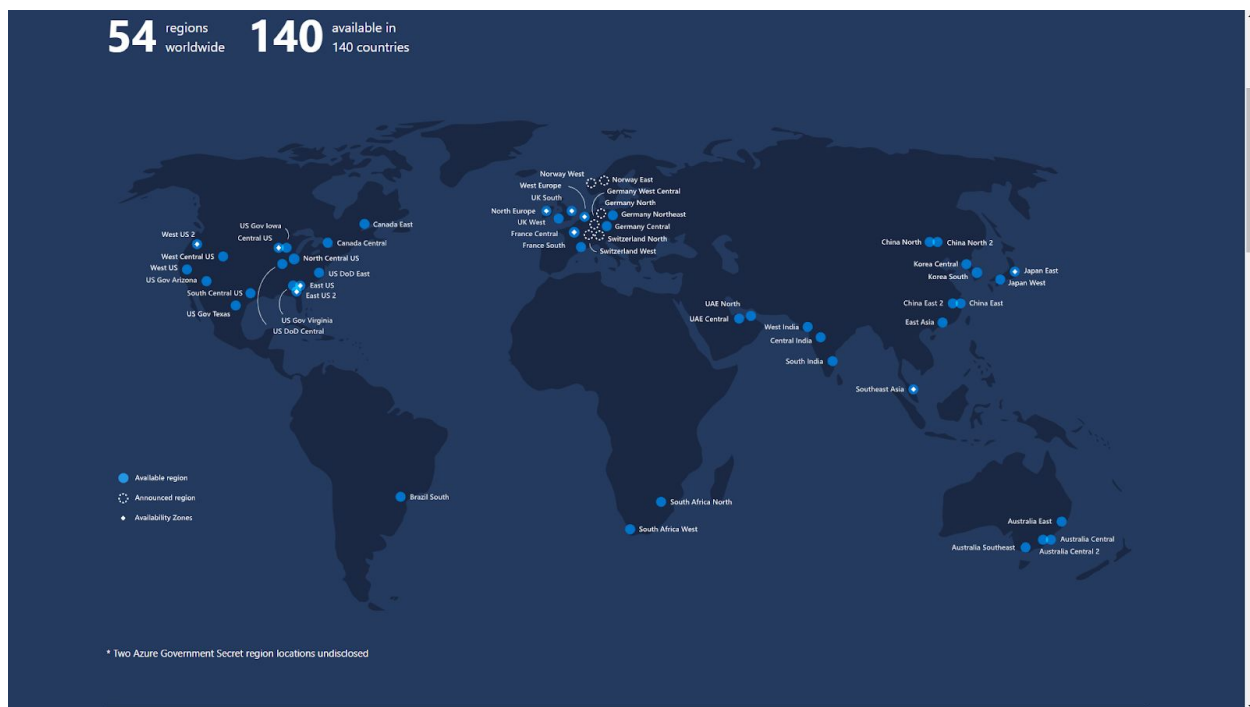 54
regions
worldwide
140
available in
140 countries
Norway West
Norway East
West Europe
Germany West Central
UK South
Germany North
North Europe
Germany Northeast
UK West
Germany Central
France Central
Switzerland North
France South
Switzerland West
Canada East
US Gov Iowa
West US 2
Central US
Canada Central
West Central US
North Central US
West US
US DoD East
US Gov Arizona
East US
South Central US
East US 2
US Gov Texas
US Gov Virginia
US DoD Central
China North
China North 2
Korea Central
Korea South
Japan East
Japan West
China East 2
China East
East Asia
UAE North
UAE Central
West India
Central India
South India
Southeast Asia
Available region
Announced region
Availability Zones
Brazil South
South Africa North
South Africa West
Australia East
Australia Central
Australia Southeast
Australia Central 2
* Two Azure Government Secret region locations undisclosed